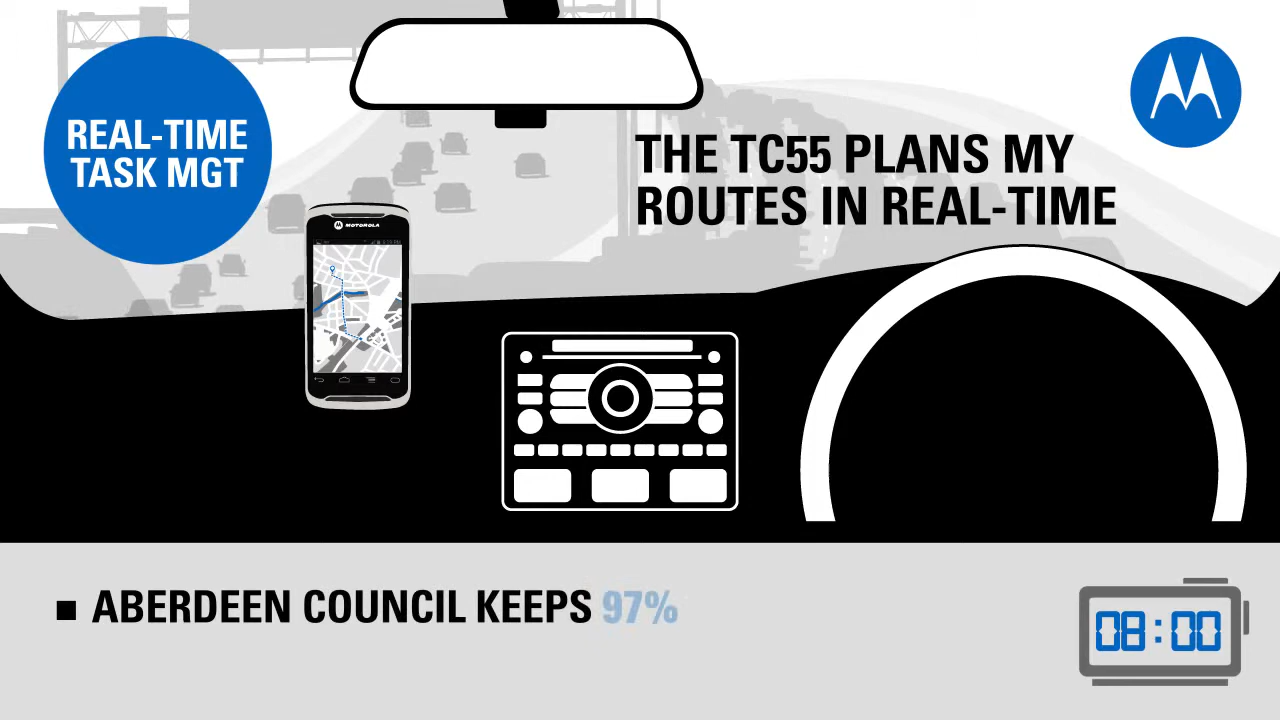 REAL-TIME
TASK MGT
THE TC55 PLANS MY
ROUTES IN REAL-TIME
MOTOROLA
ABERDEEN COUNCIL KEEPS 97%
08:00